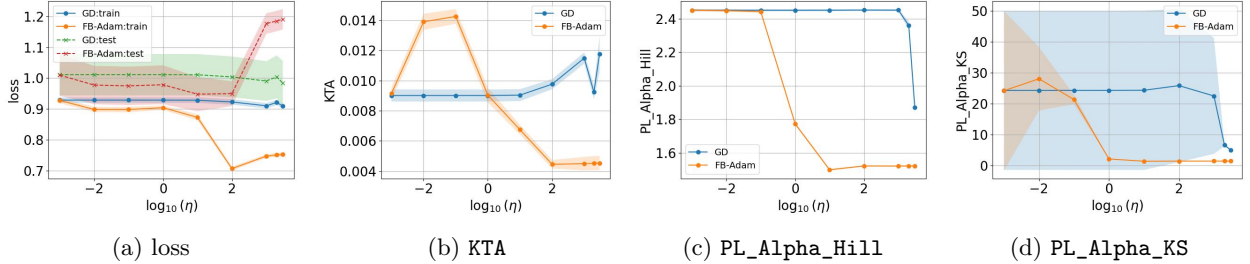 GD:train
FB-Adam:train
GD:test
FB-Adam:test
loss
1.2
1.1
1.0
0.9
0.8
0.7
−2
0
2
log₁₀ (η)
(a) loss
GD
FB-Adam
KTA
0.014
0.012
0.010
0.008
0.006
0.004
−2
0
2
log₁₀ (η)
(b) KTA
GD
FB-Adam
PL_Alpha_Hill
2.4
2.2
2.0
1.8
1.6
−2
0
2
log₁₀ (η)
(c) PL_Alpha_Hill
GD
FB-Adam
PL_Alpha_KS
50
40
30
20
10
0
−2
0
2
log₁₀ (η)
(d) PL_Alpha_KS